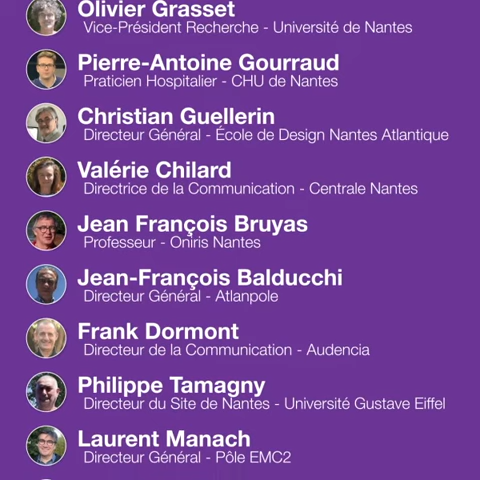 Olivier Grasset
Vice-Président Recherche - Université de Nantes
Pierre-Antoine Gourraud
Praticien Hospitalier - CHU de Nantes
Christian Guellerin
Directeur Général - École de Design Nantes Atlantique
Valérie Chilard
Directrice de la Communication - Centrale Nantes
Jean François Bruyas
Professeur - Oniris Nantes
Jean-François Balducchi
Directeur Général - Atlanpole
Frank Dormont
Directeur de la Communication - Audencia
Philippe Tamagny
Directeur du Site de Nantes - Université Gustave Eiffel
Laurent Manach
Directeur Général - Pôle EMC2